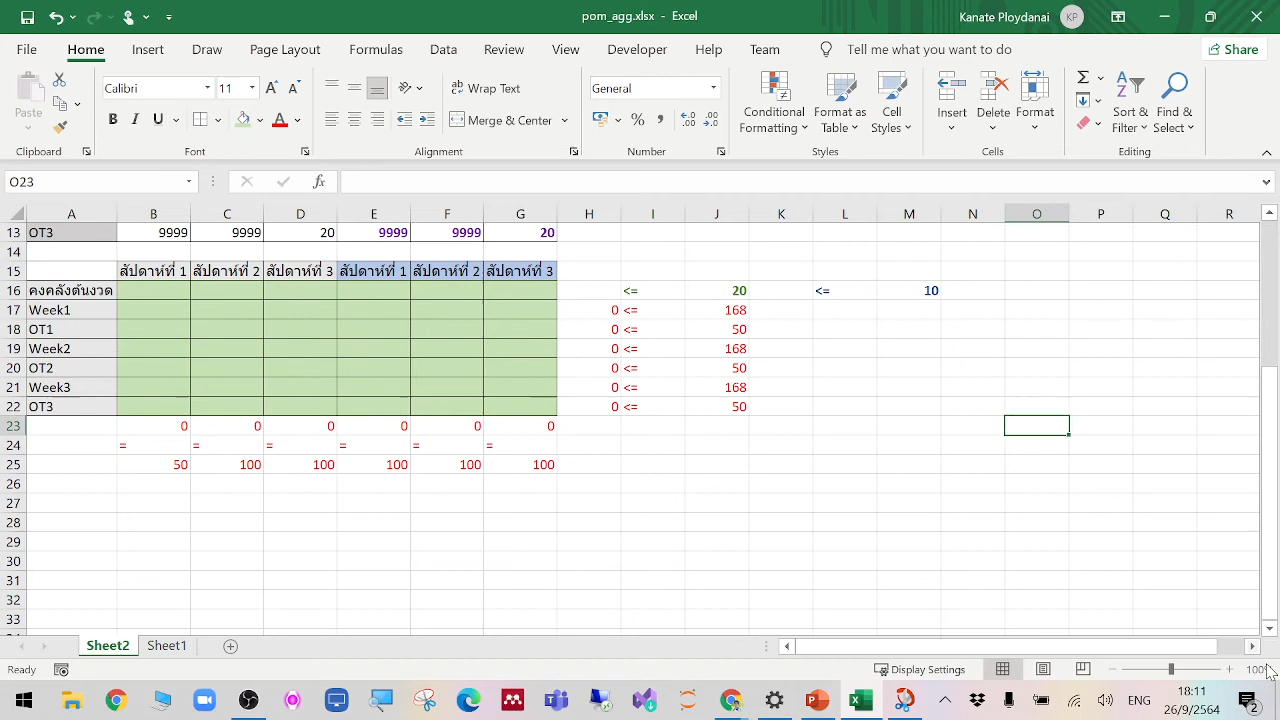 pom_agg.xlsx - Excel
Kanate Ploydanai KP
File Home Insert Draw Page Layout Formulas Data Review View Developer Help Team Tell me what you want to do Share
Paste
Calibri 11
Wrap Text
Merge & Center
General
Conditional Formatting
Format as Table
Cell Styles
Insert Delete Format
Sort & Filter
Find & Select
Clipboard Font Alignment Number Styles Cells Editing
O23 fx
A B C D E F G H I J K L M N O P Q R
13 OT3 9999 9999 20 9999 9999 20
14
15 สัปดาห์ที่ 1 สัปดาห์ที่ 2 สัปดาห์ที่ 3 สัปดาห์ที่ 1 สัปดาห์ที่ 2 สัปดาห์ที่ 3
16 คงคลังต้นงวด <= 20 <= 10
17 Week1 0 <= 168
18 OT1 0 <= 50
19 Week2 0 <= 168
20 OT2 0 <= 50
21 Week3 0 <= 168
22 OT3 0 <= 50
23 0 0 0 0 0 0
24 = = = = = =
25 50 100 100 100 100 100
26
27
28
29
30
31
32
33
Sheet2 Sheet1
Ready Display Settings 100%
ENG 18:11
26/9/2564 2